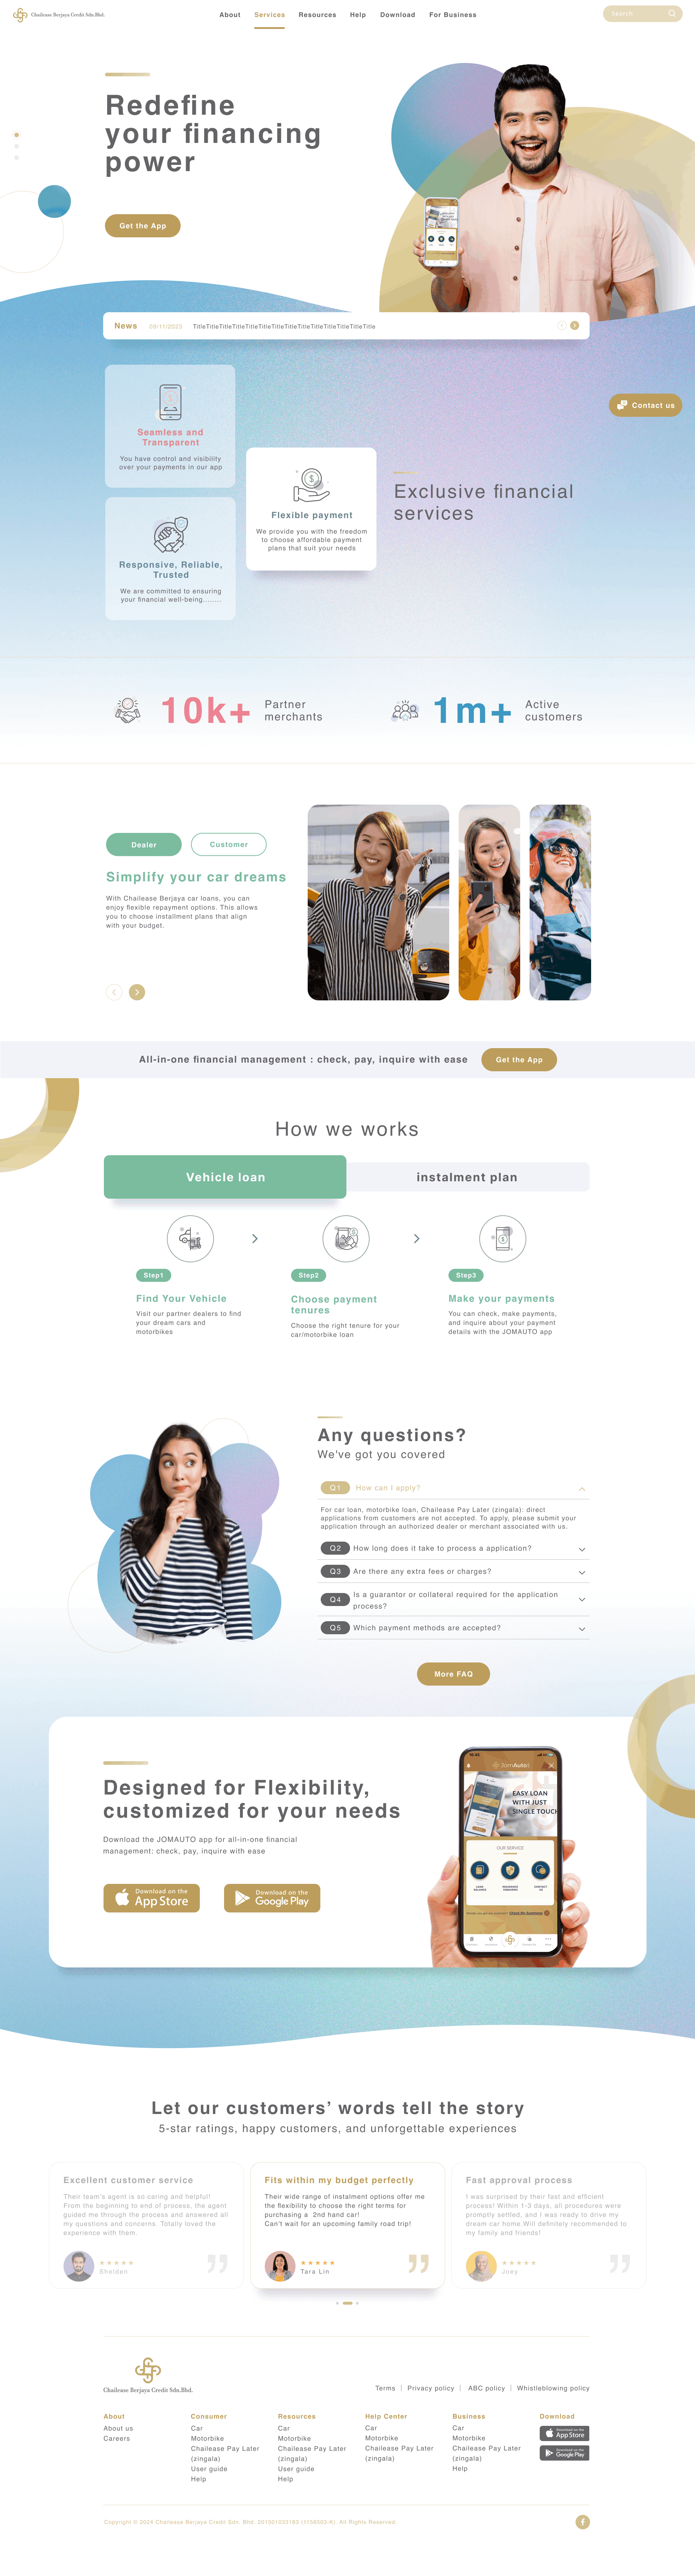 Chailease Berjaya Credit Sdn.Bhd.
About
Services
Resources
Help
Download
For Business
Search
Redefine
your financing
power
Get the App
News
TitleTitleTitleTitleTitleTitleTitleTitleTitleTitleTitleTitleTitleTitle
Contact us
Seamless and
Transparent
You have control and visibility
over your payments in our app
Flexible payment
We provide you with the freedom
to choose affordable payment
plans that suit your needs
Exclusive financial
services
Responsive, Reliable,
Trusted
We are committed to ensuring
your financial well-being........
10k+
Partner
merchants
1m+
Active
customers
Dealer
Customer
Simplify your car dreams
With Chailease Berjaya car loans, you can
enjoy flexible repayment options. This allows
you to choose installment plans that align
with your budget.
All-in-one financial management : check, pay, inquire with ease
Get the App
How we works
Vehicle loan
instalment plan
Step1
Find Your Vehicle
Visit our partner dealers to find
your dream cars and
motorbikes
Step2
Choose payment
tenures
Choose the right tenure for your
car/motorbike loan
Step3
Make your payments
You can check, make payments,
and inquire about your payment
details with the JOMAUTO app
Any questions?
We've got you covered
Q1 How can I apply?
For car loan, motorbike loan, Chailease Pay Later (zingala): direct
applications from customers are not accepted. To apply, please submit your
application through an authorized dealer or merchant associated with us.
Q2 How long does it take to process a application?
Q3 Are there any extra fees or charges?
Q4 Is a guarantor or collateral required for the application
process?
Q5 Which payment methods are accepted?
More FAQ
Designed for Flexibility,
customized for your needs
Download the JOMAUTO app for all-in-one financial
management: check, pay, inquire with ease
Download on the
App Store
Download on the
Google Play
JomAuto
EASY LOAN
WITH JUST
SINGLE TOUCH
OUR SERVICE
Let our customers' words tell the story
5-star ratings, happy customers, and unforgettable experiences
Excellent customer service
Their team's agent is so caring and helpful!
From the beginning to end of process, the agent
guided me through the process and answered all
my questions and concerns. Totally loved the
experience with them.
Sheldon
Fits within my budget perfectly
Their wide range of instalment options offer me
the flexibility to choose the right terms for
purchasing a 2nd hand car!
Can't wait for an upcoming family road trip!
Tara Lin
Fast approval process
I was surprised by their fast and efficient
process! Within 1-3 days, all procedures were
promptly settled, and I was ready to drive my
dream car home.Will definitely recommended to
my family and friends!
Joey
Chailease Berjaya Credit Sdn.Bhd.
Terms | Privacy policy | ABC policy | Whistleblowing policy
About
About us
Careers
Consumer
Car
Motorbike
Chailease Pay Later
(zingala)
User guide
Help
Resources
Car
Motorbike
Chailease Pay Later
(zingala)
User guide
Help
Help Center
Car
Motorbike
Chailease Pay Later
(zingala)
Business
Car
Motorbike
Chailease Pay Later
(zingala)
Help
Download
Download on the
App Store
Download on the
Google Play
Copyright © 2024 Chailease Berjaya Credit Sdn. Bhd. All Rights Reserved